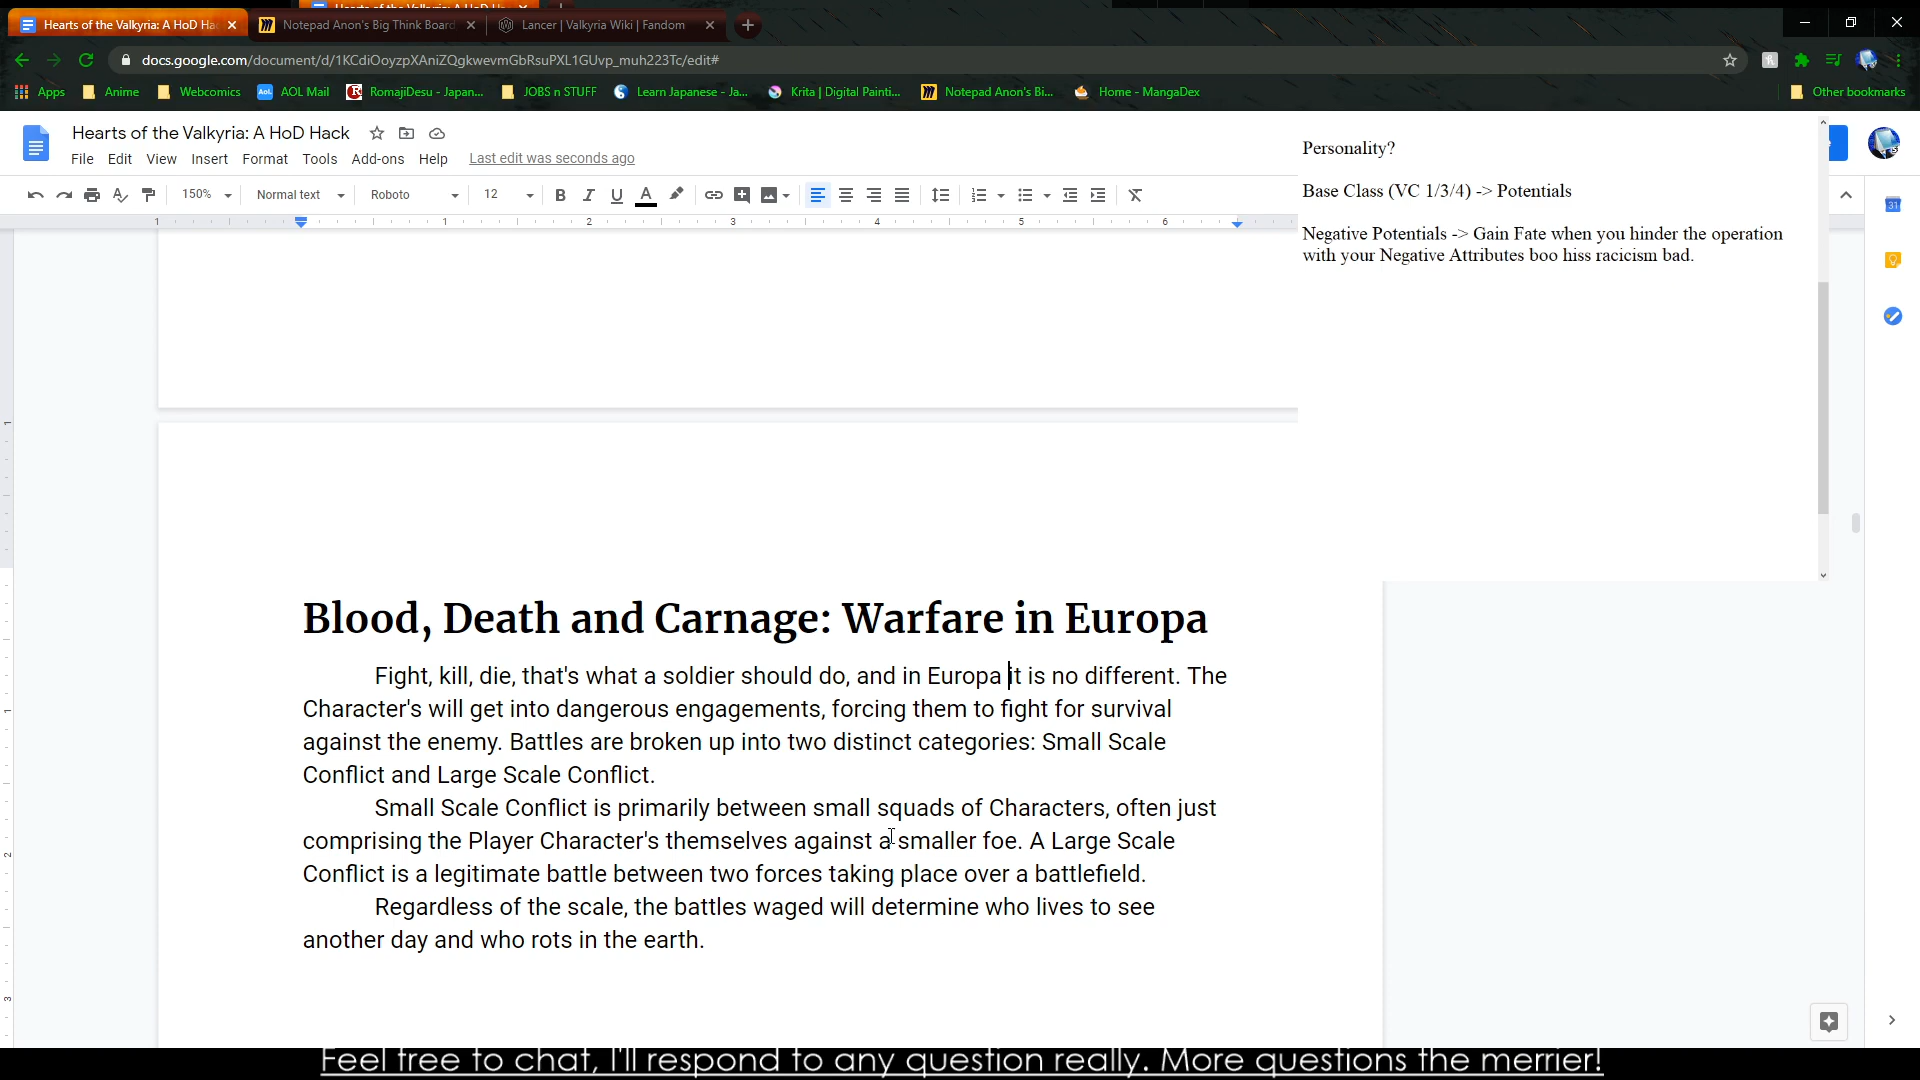 Hearts of the Valkyria: A HoD Ha
Notepad Anon's Big Think Board
Lancer | Valkyria Wiki | Fandom
docs.google.com/document/d/1KCdiOoyzpXAniZQgkwevmGbRsuPXL1GUvp_muh223Tc/edit#
Apps
Anime
Webcomics
AOL Mail
RomajiDesu - Japan...
JOBS n STUFF
Learn Japanese - Ja...
Krita | Digital Painti...
Notepad Anon's Bi...
Home - MangaDex
Other bookmarks
Hearts of the Valkyria: A HoD Hack
File Edit View Insert Format Tools Add-ons Help Last edit was seconds ago
150% Normal text Roboto 12
1 1 2 3 4 5 6
Personality?
Base Class (VC 1/3/4) -> Potentials
Negative Potentials -> Gain Fate when you hinder the operation
with your Negative Attributes boo hiss racicism bad.
Blood, Death and Carnage: Warfare in Europa
Fight, kill, die, that's what a soldier should do, and in Europa it is no different. The
Character's will get into dangerous engagements, forcing them to fight for survival
against the enemy. Battles are broken up into two distinct categories: Small Scale
Conflict and Large Scale Conflict.
Small Scale Conflict is primarily between small squads of Characters, often just
comprising the Player Character's themselves against a smaller foe. A Large Scale
Conflict is a legitimate battle between two forces taking place over a battlefield.
Regardless of the scale, the battles waged will determine who lives to see
another day and who rots in the earth.
Feel free to chat, I'll respond to any question really. More questions the merrier!